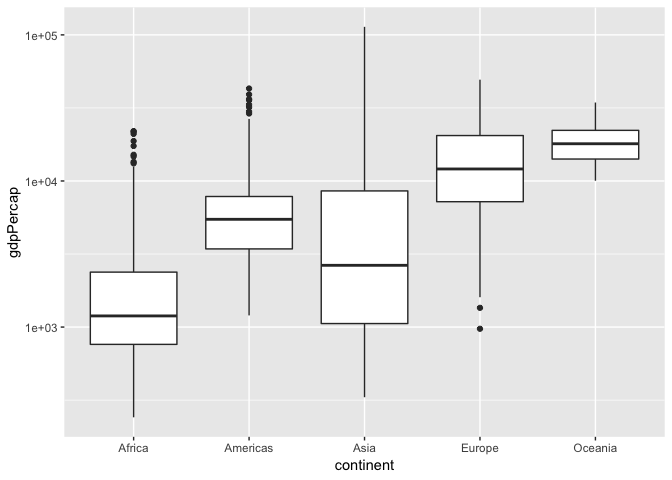 1e+05
1e+04
1e+03
gdpPercap
Africa
Americas
Asia
Europe
Oceania
continent